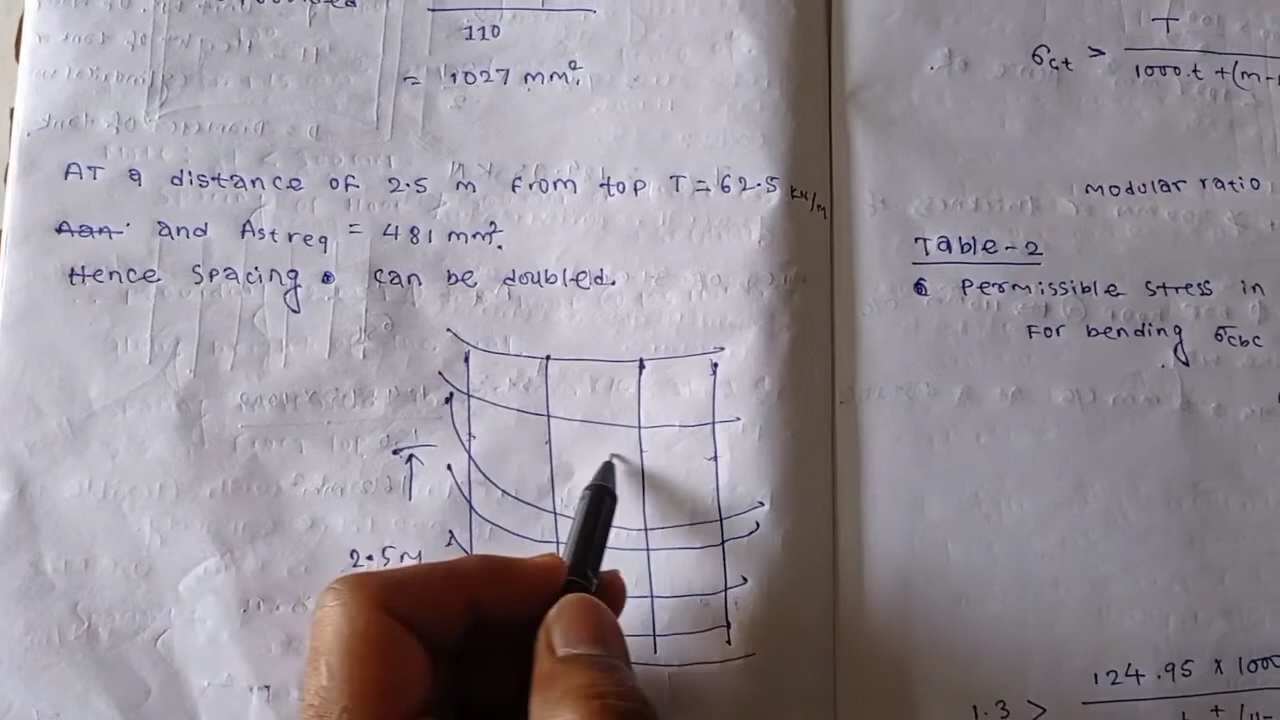 110
= 1027 mm².
AT a distance of 2.5 m from top T = 62.5 KN/m
and Ast req = 481 mm².
Hence spacing can be doubled.
2.5M
T
σct > 1000.t + (m-
modular ratio
Table-2
Permissible stress in
For bending σcbc
124.95 x 1000
1.3 >